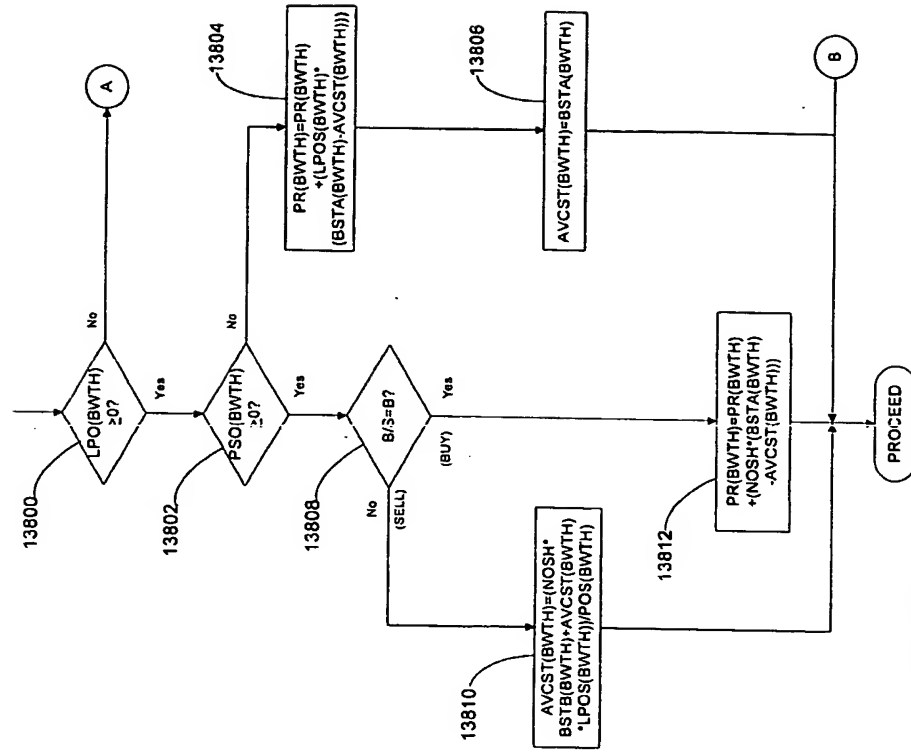 13800
LPO(BWTH)
≥0?
No
A
Yes
13802
PSO(BWTH)
≥0?
No
Yes
13804
PR(BWTH)=PR(BWTH)
+(LPOS(BWTH)*
(BSTA(BWTH)-AVCST(BWTH)))
13806
AVCST(BWTH)=BSTA(BWTH)
13808
B/S=B?
No
(SELL)
Yes
(BUY)
13810
AVCST(BWTH)=(NOSH*
BSTB(BWTH)+AVCST(BWTH)
*LPOS(BWTH))/POS(BWTH)
13812
PR(BWTH)=PR(BWTH)
+(NOSH*(BSTA(BWTH)
-AVCST(BWTH)))
B
PROCEED